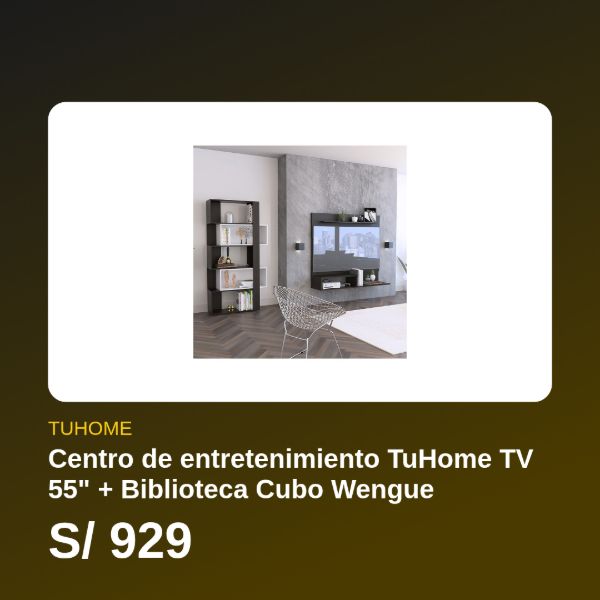 TUHOME
Centro de entretenimiento TuHome TV
55" + Biblioteca Cubo Wengue
S/ 929